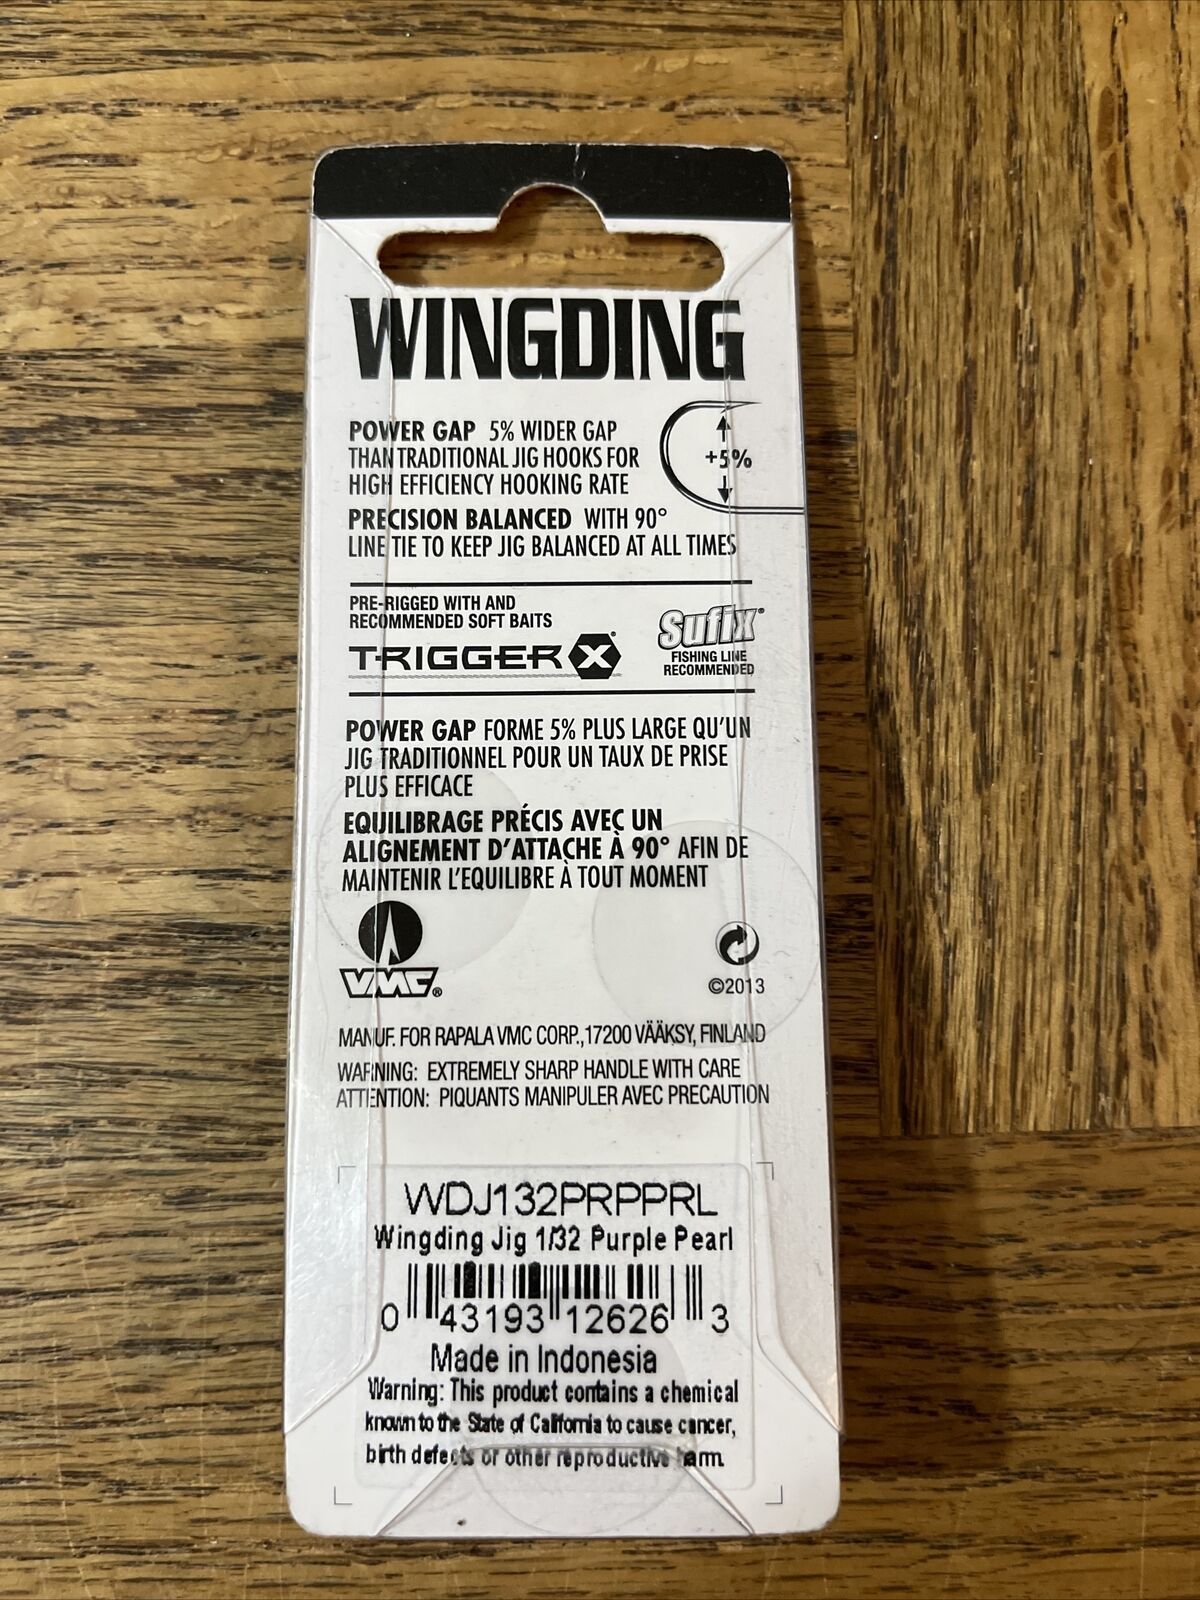 WINGDING
POWER GAP 5% WIDER GAP
THAN TRADITIONAL JIG HOOKS FOR
HIGH EFFICIENCY HOOKING RATE
+5%
PRECISION BALANCED WITH 90°
LINE TIE TO KEEP JIG BALANCED AT ALL TIMES
PRE-RIGGED WITH AND
RECOMMENDED SOFT BAITS
TRIGGER X®
Sufix®
FISHING LINE
RECOMMENDED
POWER GAP FORME 5% PLUS LARGE QU'UN
JIG TRADITIONNEL POUR UN TAUX DE PRISE
PLUS EFFICACE
EQUILIBRAGE PRÉCIS AVEC UN
ALIGNEMENT D'ATTACHE À 90° AFIN DE
MAINTENIR L'EQUILIBRE À TOUT MOMENT
VMC®
©2013
MANUF. FOR RAPALA VMC CORP., 17200 VÄÄKSY, FINLAND
WARNING: EXTREMELY SHARP HANDLE WITH CARE
ATTENTION: PIQUANTS MANIPULER AVEC PRECAUTION
WDJ132PRPPRL
Wingding Jig 1/32 Purple Pearl
0 43193 12626 3
Made in Indonesia
Warning: This product contains a chemical
known to the State of California to cause cancer,
birth defects or other reproductive harm.